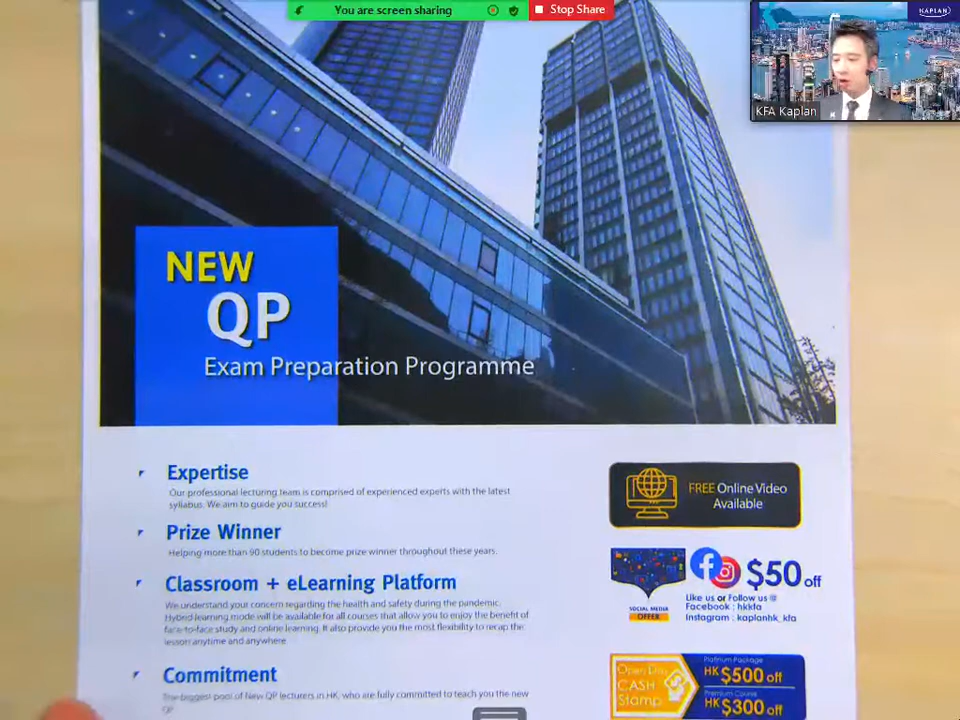 You are screen sharing
Stop Share
KAPLAN
KFA Kaplan
NEW
QP
Exam Preparation Programme
Expertise
Our professional lecturing team is comprised of experienced experts with the latest
syllabus. We aim to guide you success!
Prize Winner
Helping more than 90 students to become prize winner throughout these years.
Classroom + eLearning Platform
We understand your concern regarding the health and safety during the pandemic.
Hybrid learning mode will be available for all courses that allow you to enjoy the benefit of
face-to-face study and online learning. It also provide you the most flexibility to recap the
lesson anytime and anywhere.
Commitment
The biggest pool of New QP lecturers in HK, who are fully committed to teach you the new
QP
FREE Online Video
Available
$50 off
SOCIAL MEDIA
OFFER
Like us or Follow us @
Facebook : hkkfa
Instagram : kaplanhk_kfa
Open Day
CASH
Stamp
Platinum Package
HK$500 off
Premium Course
HK$300 off